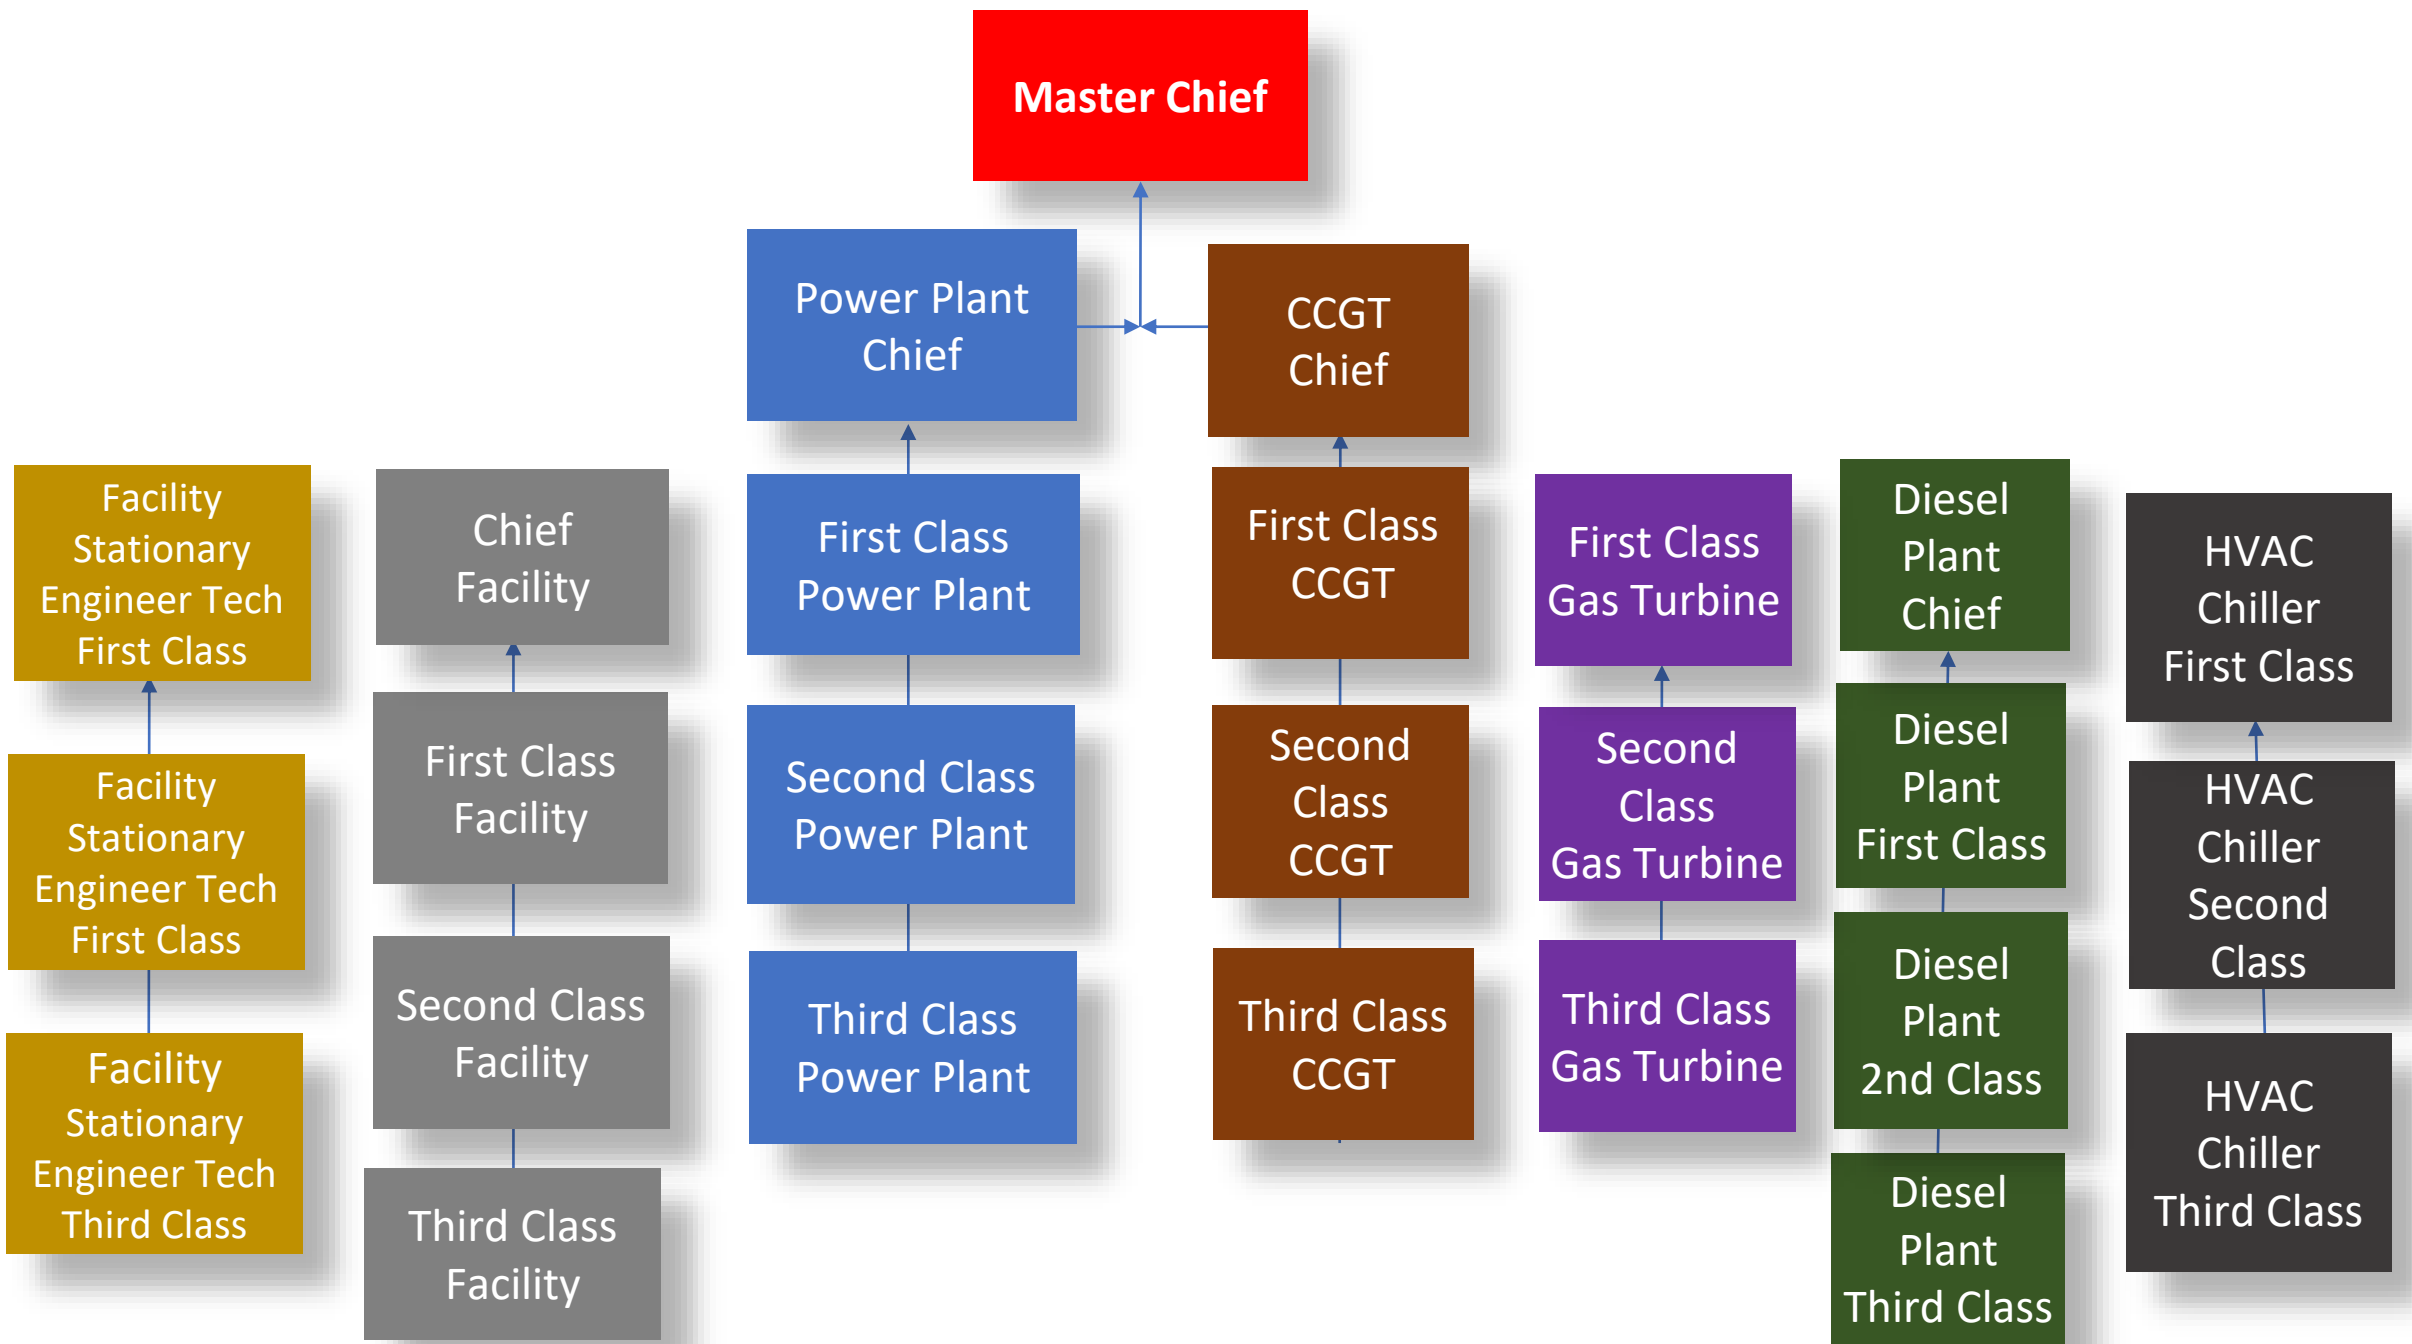 Master Chief
Power Plant
Chief
CCGT
Chief
Facility
Stationary
Engineer Tech
First Class
Facility
Stationary
Engineer Tech
First Class
Facility
Stationary
Engineer Tech
Third Class
Chief
Facility
First Class
Facility
Second Class
Facility
Third Class
Facility
First Class
Power Plant
Second Class
Power Plant
Third Class
Power Plant
First Class
CCGT
Second
Class
CCGT
Third Class
CCGT
First Class
Gas Turbine
Second
Class
Gas Turbine
Third Class
Gas Turbine
Diesel
Plant
Chief
Diesel
Plant
First Class
Diesel
Plant
2nd Class
Diesel
Plant
Third Class
HVAC
Chiller
First Class
HVAC
Chiller
Second
Class
HVAC
Chiller
Third Class